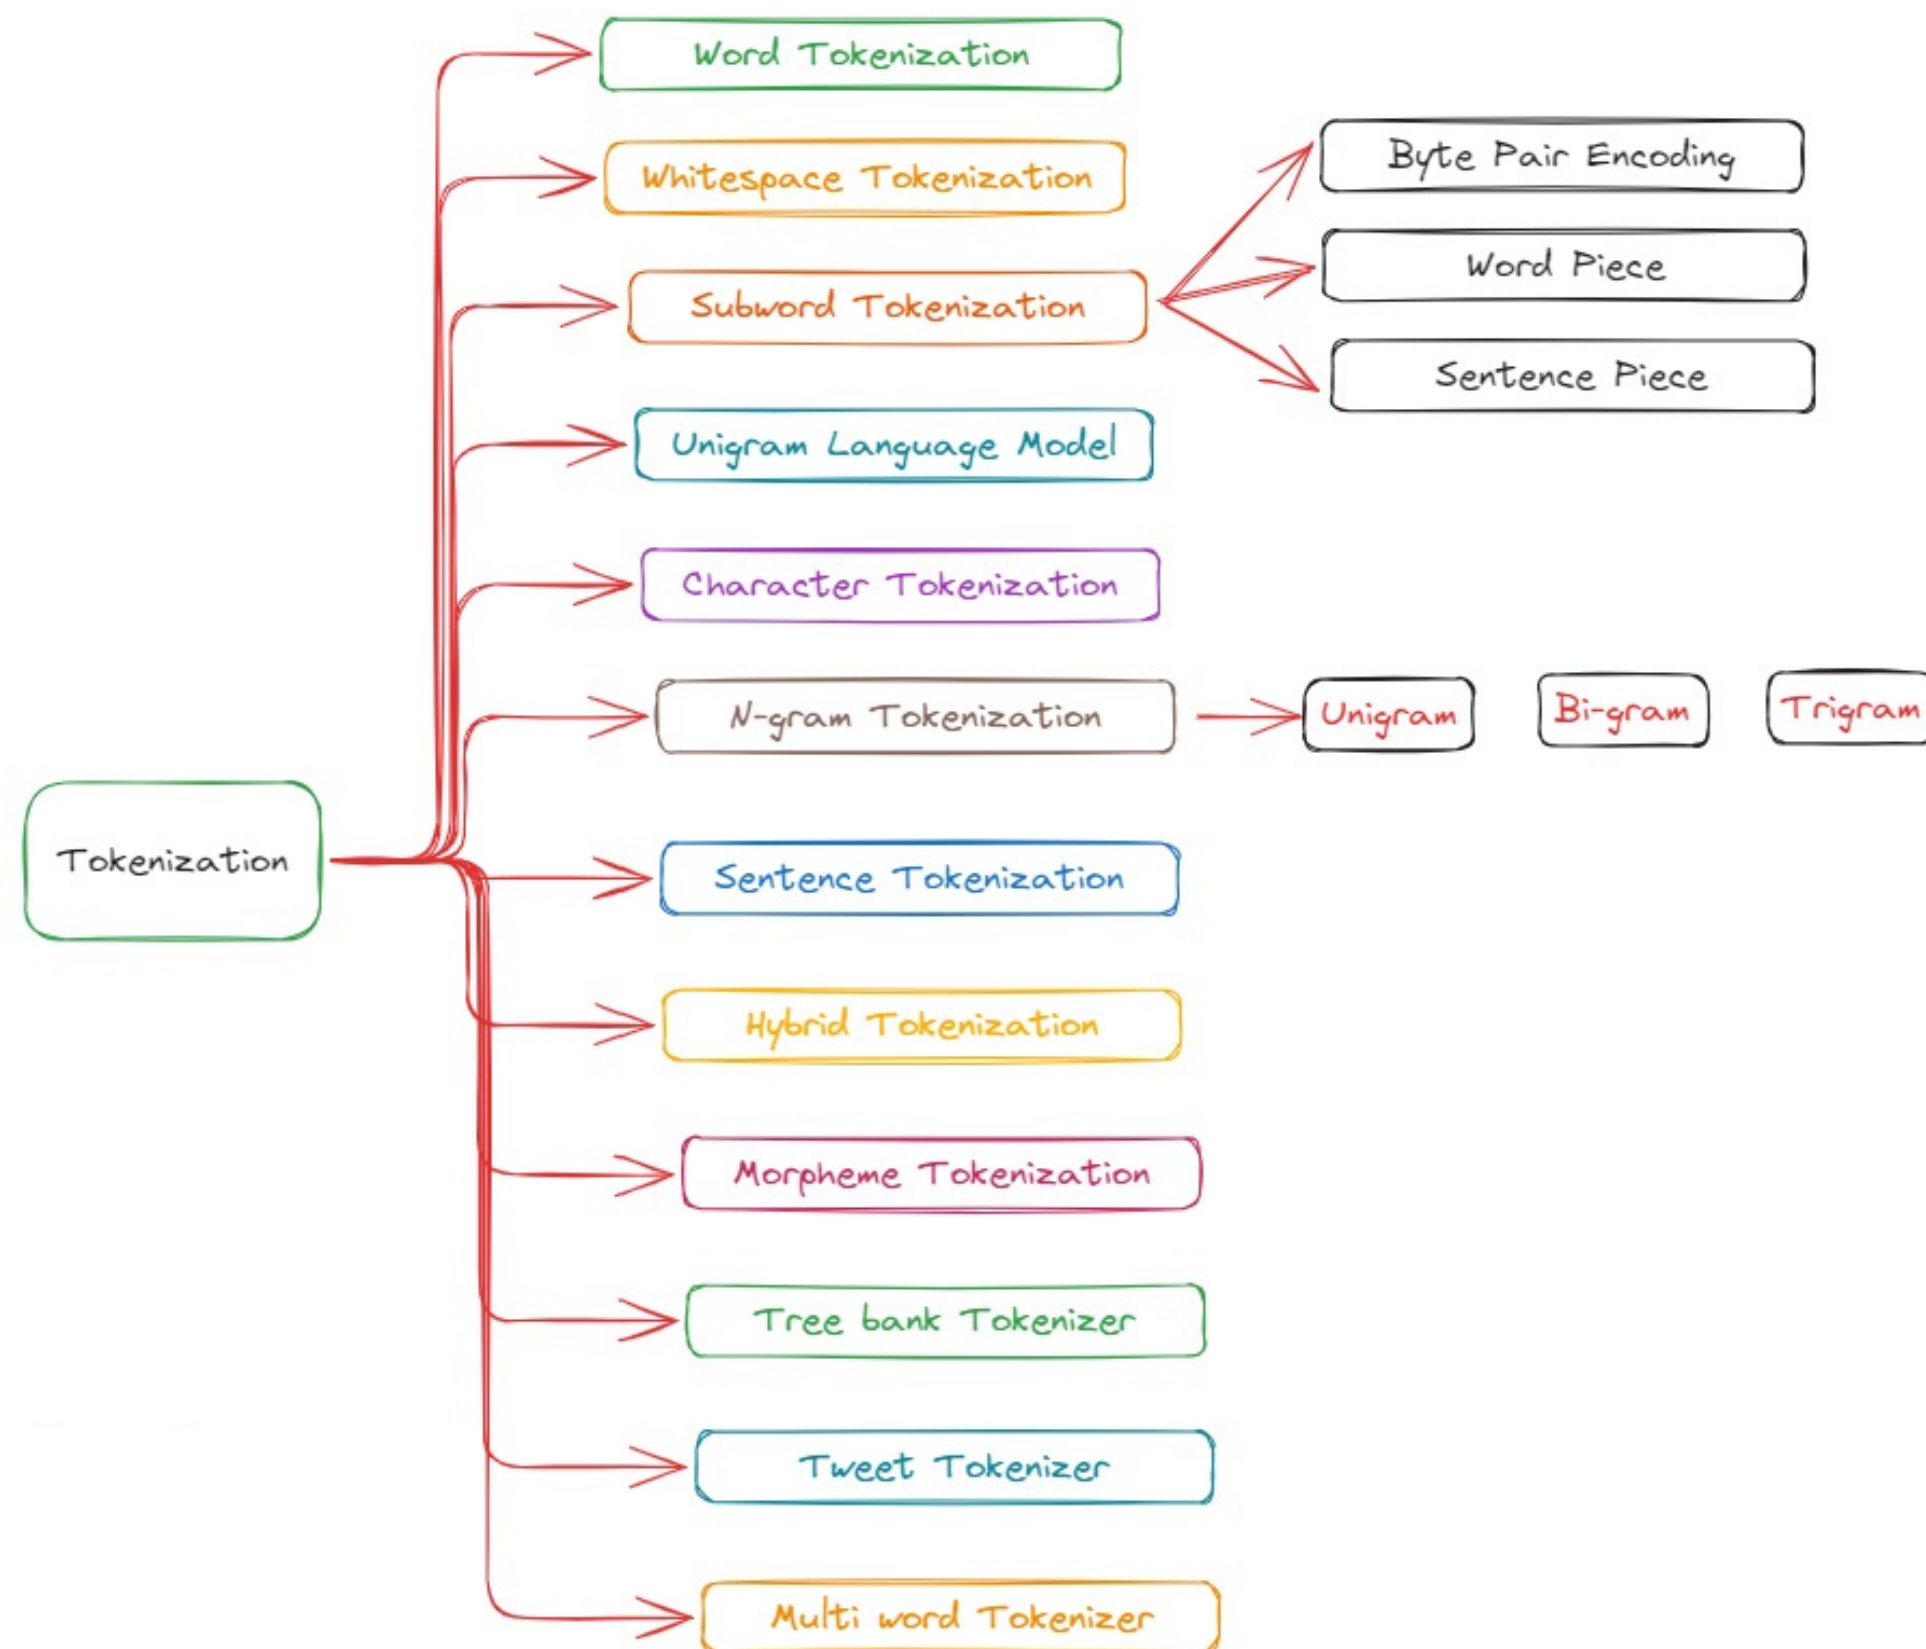 Word Tokenization
Whitespace Tokenization
Byte Pair Encoding
Word Piece
Subword Tokenization
Sentence Piece
Unigram Language Model
Character Tokenization
N-gram Tokenization
Unigram
Bi-gram
Trigram
Tokenization
Sentence Tokenization
Hybrid Tokenization
Morpheme Tokenization
Tree bank Tokenizer
Tweet Tokenizer
Multi word Tokenizer